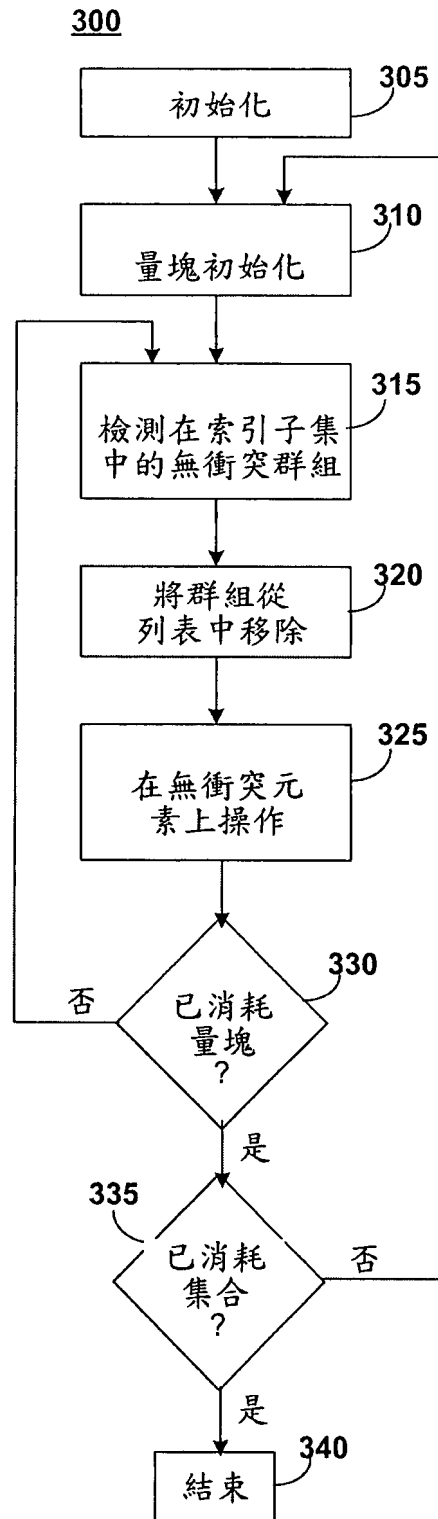 300
305
初始化
310
量塊初始化
315
檢測在索引子集
中的無衝突群組
320
將群組從
列表中移除
325
在無衝突元
素上操作
330
已消耗
量塊
?
否
是
335
已消耗
集合
?
否
是
340
結束